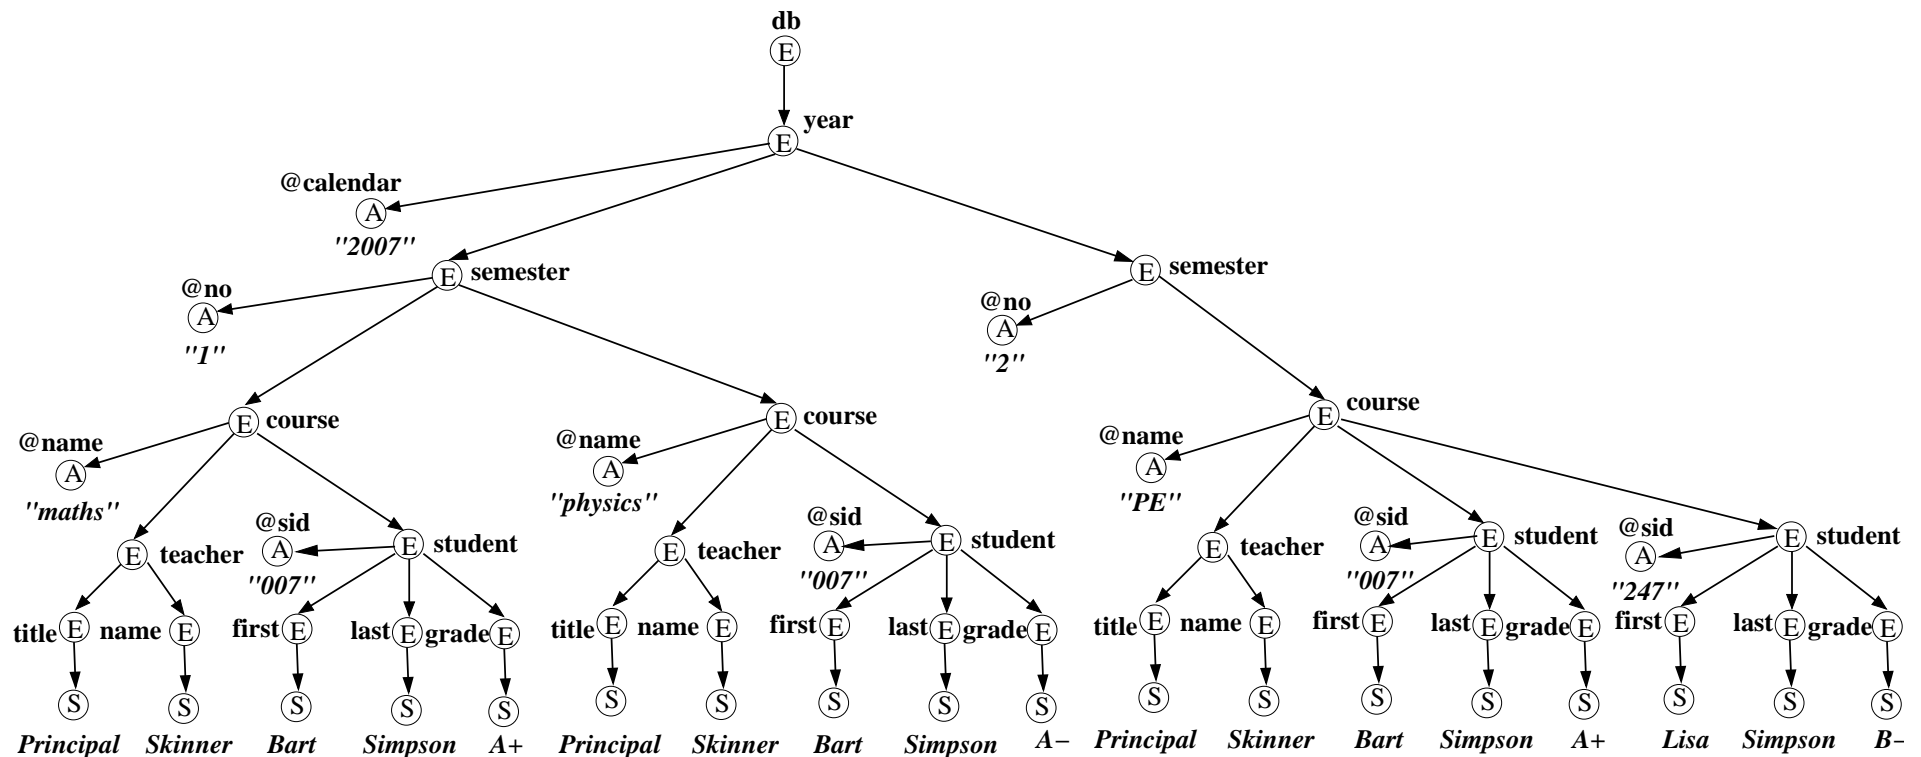 db
E
year
E
@calendar
A
"2007"
E semester
E semester
@no
A
"1"
@no
A
"2"
E course
E course
E course
@name
A
"maths"
@name
A
"physics"
@name
A
"PE"
E teacher
@sid
A
"007"
E student
E teacher
@sid
A
"007"
E student
E teacher
@sid
A
"007"
E student
@sid
A
"247"
E student
title E name E first E last E grade E title E name E first E last E grade E title E name E first E last E grade E first E last E grade E
S S S S S S S S S S S S S S S S S S
Principal Skinner Bart Simpson A+ Principal Skinner Bart Simpson A− Principal Skinner Bart Simpson A+ Lisa Simpson B−